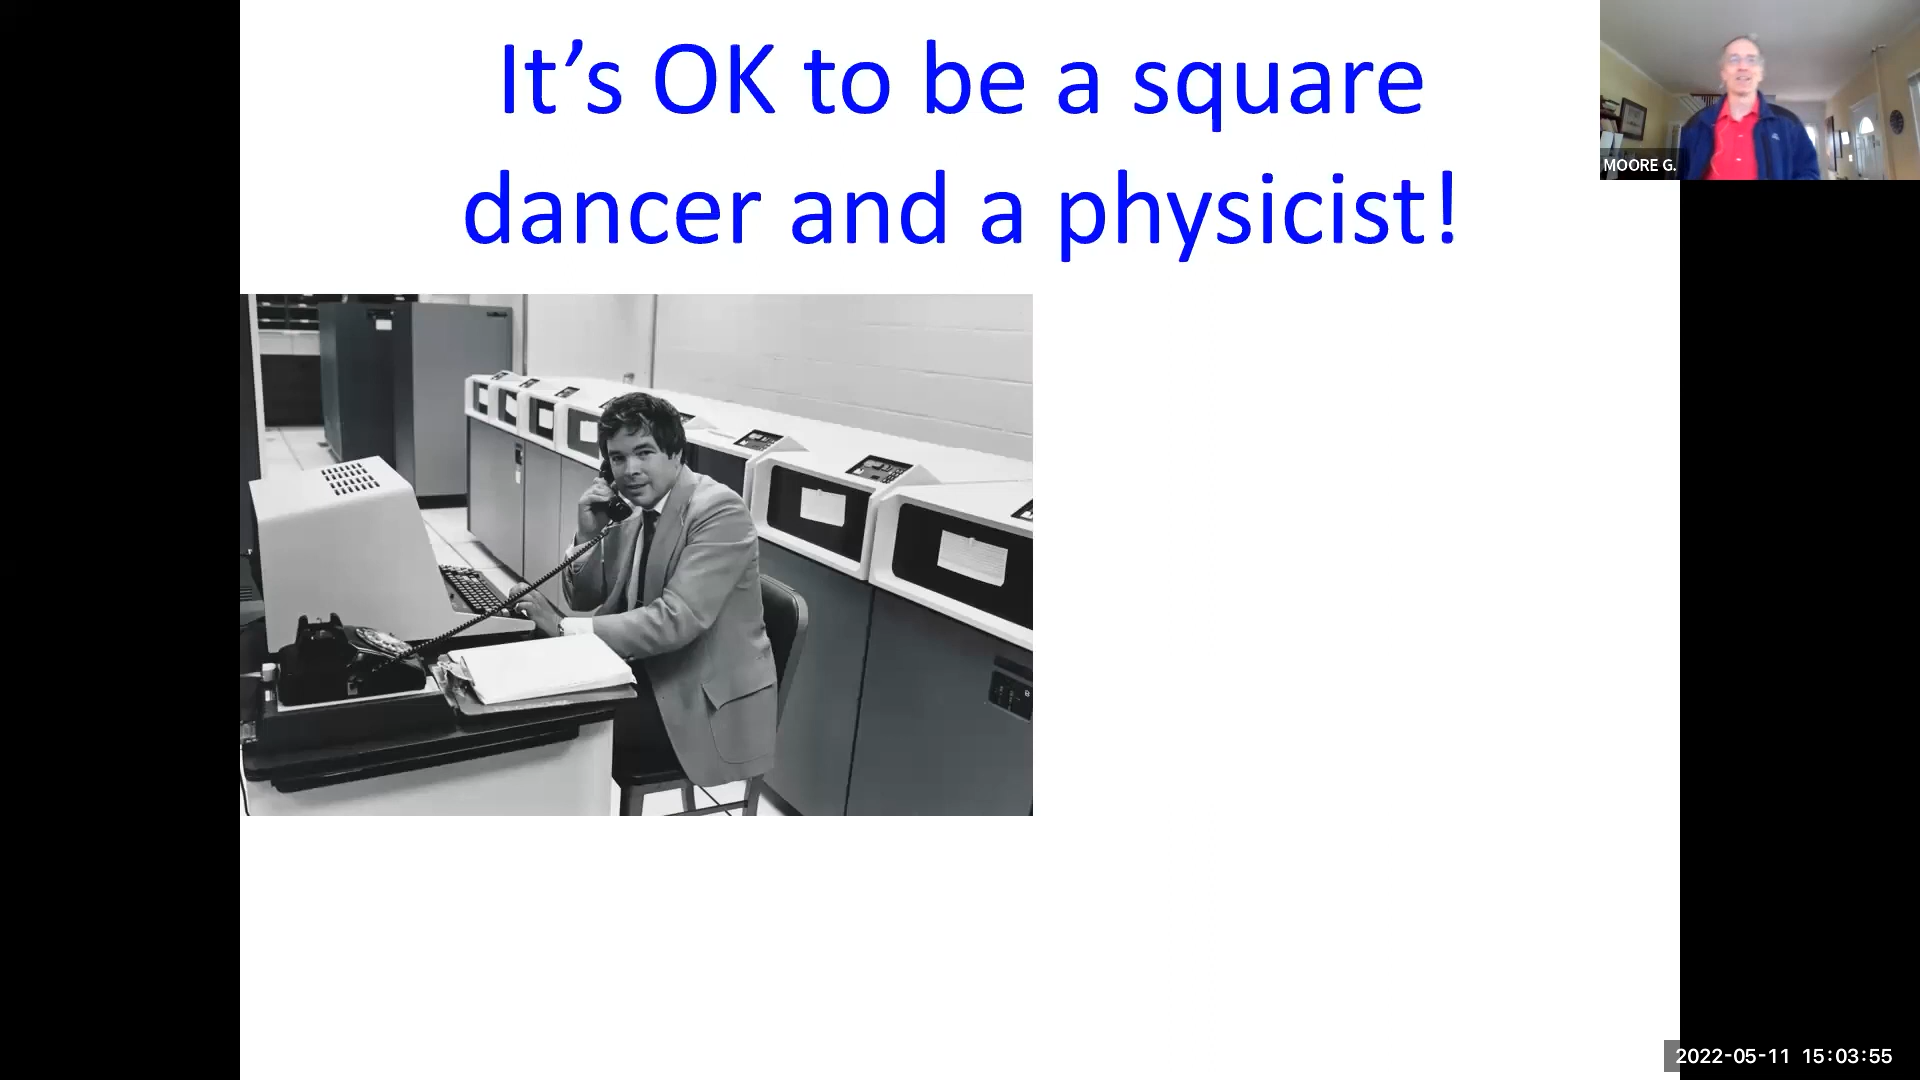 It’s OK to be a square
dancer and a physicist!
MOORE G.
2022-05-11 15:03:55